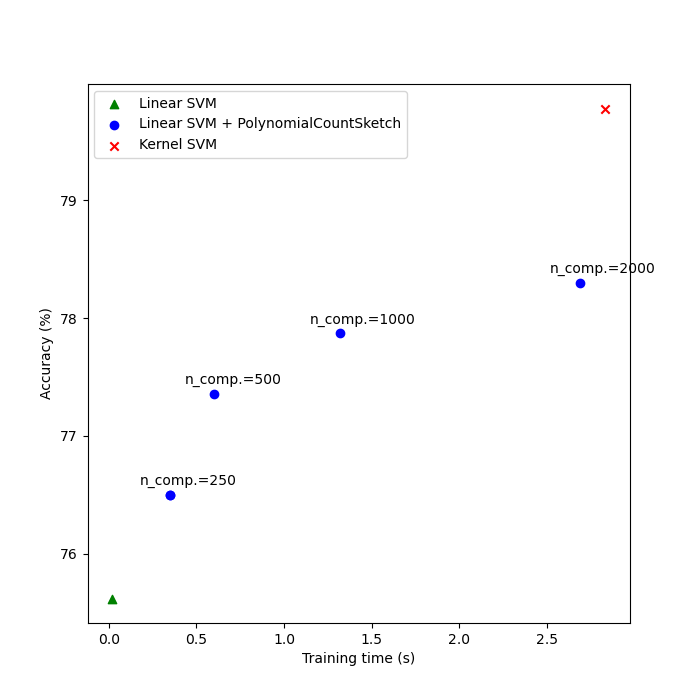 Linear SVM
Linear SVM + PolynomialCountSketch
Kernel SVM
79
78
77
76
Accuracy (%)
n_comp.=2000
n_comp.=1000
n_comp.=500
n_comp.=250
0.0 0.5 1.0 1.5 2.0 2.5
Training time (s)